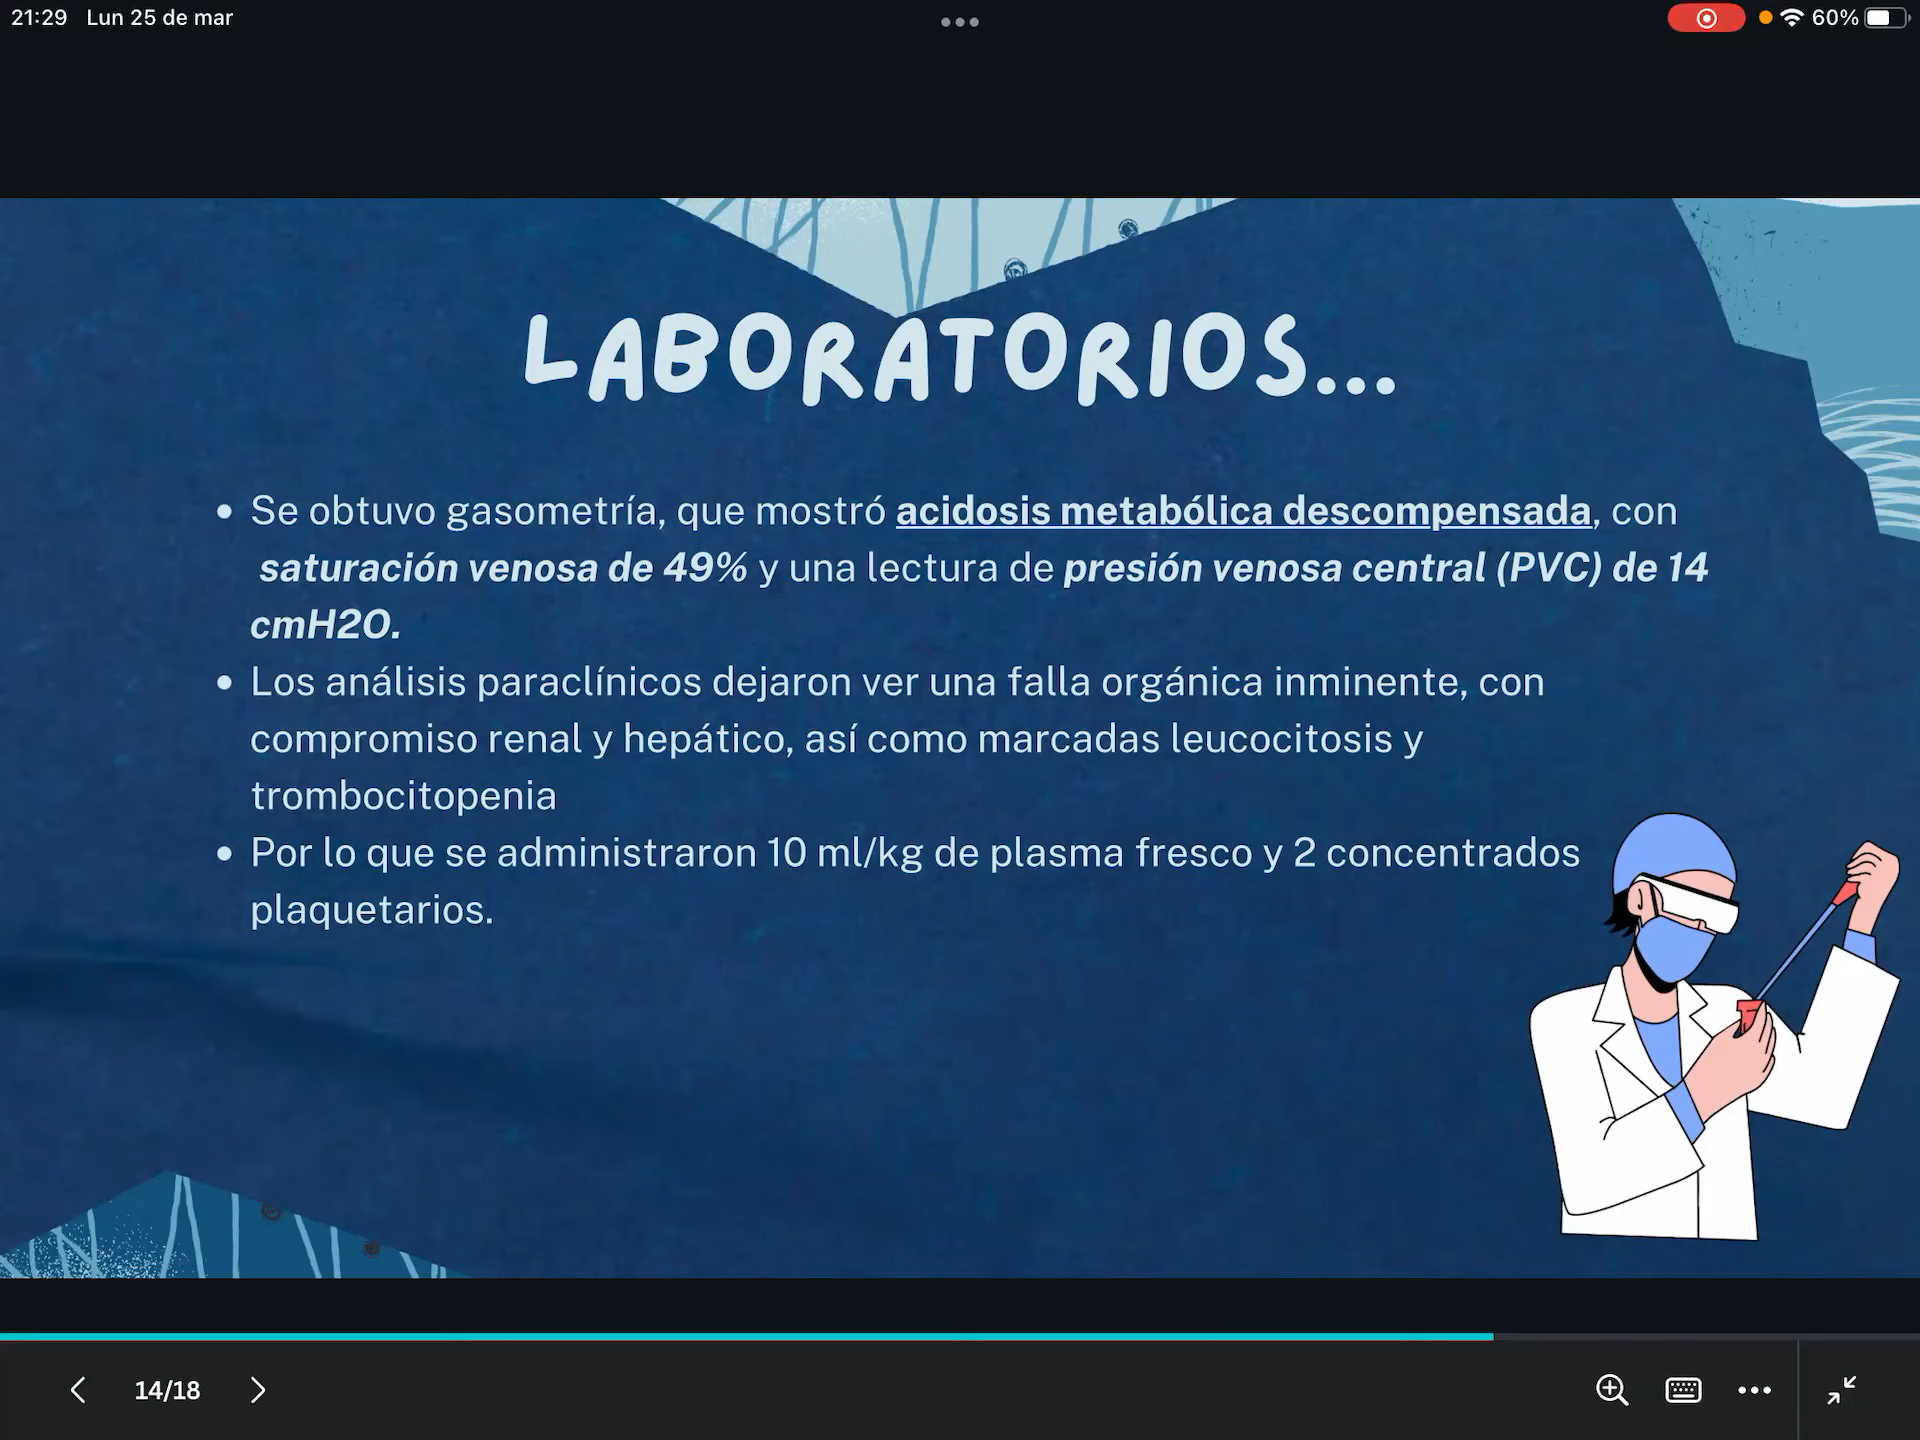 21:29 Lun 25 de mar
60%
LABORATORIOS...
• Se obtuvo gasometría, que mostró acidosis metabólica descompensada, con
saturación venosa de 49% y una lectura de presión venosa central (PVC) de 14
cmH2O.
• Los análisis paraclínicos dejaron ver una falla orgánica inminente, con
compromiso renal y hepático, así como marcadas leucocitosis y
trombocitopenia
• Por lo que se administraron 10 ml/kg de plasma fresco y 2 concentrados
plaquetarios.
14/18